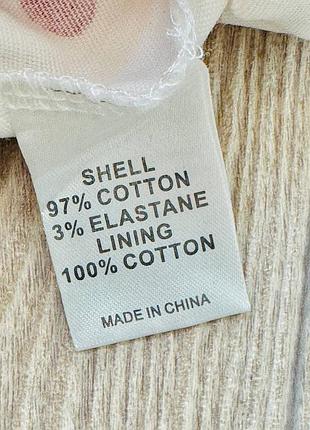 SHELL
97% COTTON
3% ELASTANE
LINING
100% COTTON
MADE IN CHINA